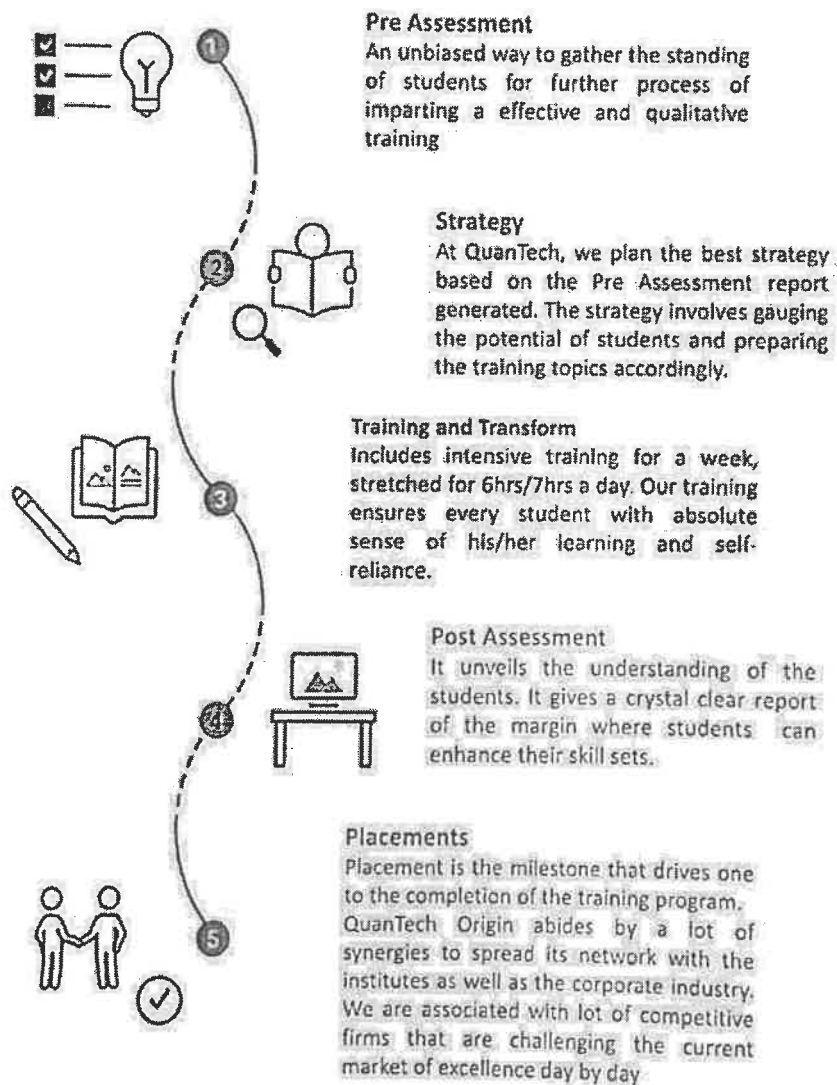 1
Pre Assessment
An unbiased way to gather the standing
of students for further process of
imparting a effective and qualitative
training
2
Strategy
At QuanTech, we plan the best strategy
based on the Pre Assessment report
generated. The strategy involves gauging
the potential of students and preparing
the training topics accordingly.
3
Training and Transform
Includes intensive training for a week,
stretched for 6hrs/7hrs a day. Our training
ensures every student with absolute
sense of his/her learning and self-
reliance.
4
Post Assessment
It unveils the understanding of the
students. It gives a crystal clear report
of the margin where students can
enhance their skill sets.
5
Placements
Placement is the milestone that drives one
to the completion of the training program.
QuanTech Origin abides by a lot of
synergies to spread its network with the
institutes as well as the corporate industry.
We are associated with lot of competitive
firms that are challenging the current
market of excellence day by day